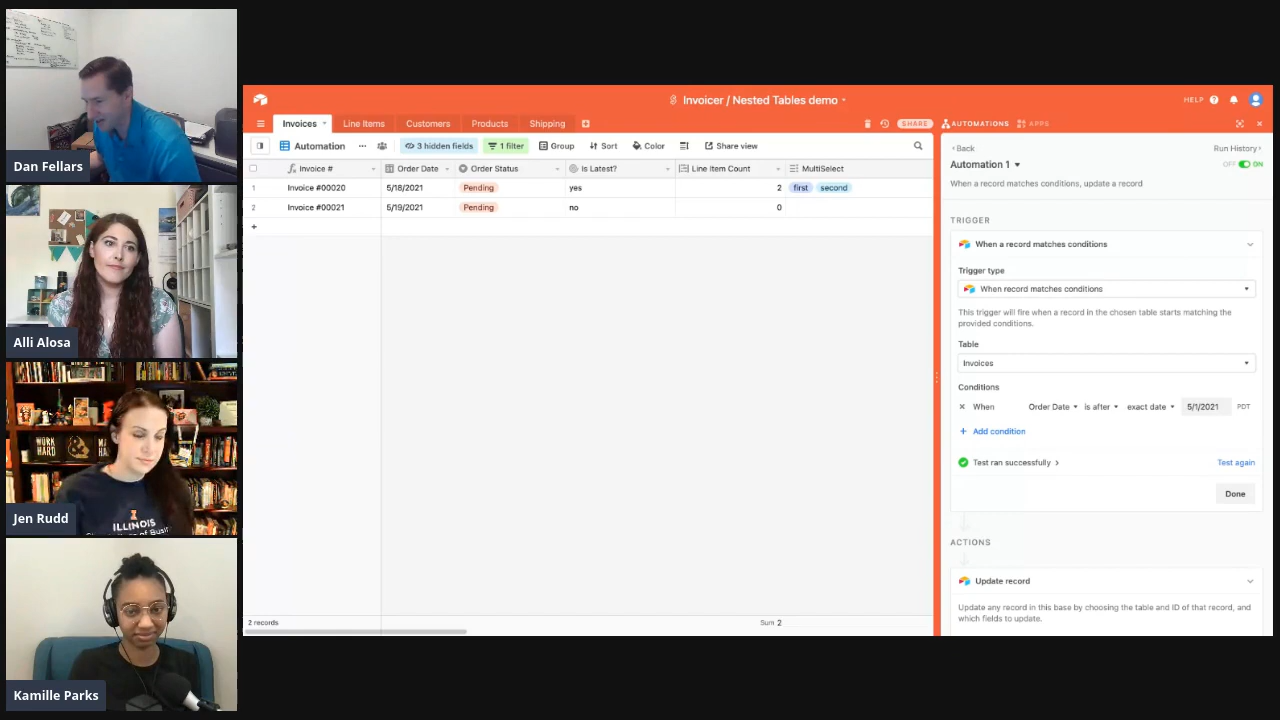 Dan Fellars
Alli Alosa
WORK HARD &
ILLINOIS
Jen Rudd
Kamille Parks
Invoicer / Nested Tables demo
HELP
Invoices
Line Items
Customers
Products
Shipping
SHARE
AUTOMATIONS
APPS
Automation
3 hidden fields
1 filter
Group
Sort
Color
Share view
Invoice # Order Date Order Status Is Latest? Line Item Count MultiSelect
1 Invoice #00020 5/18/2021 Pending yes 2 first second
2 Invoice #00021 5/19/2021 Pending no 0
+
2 records Sum 2
Back Run History
Automation 1 OFF ON
When a record matches conditions, update a record
TRIGGER
When a record matches conditions
Trigger type
When record matches conditions
This trigger will fire when a record in the chosen table starts matching the
provided conditions.
Table
Invoices
Conditions
When Order Date is after exact date 5/1/2021 PDT
+ Add condition
Test ran successfully Test again
Done
ACTIONS
Update record
Update any record in this base by choosing the table and ID of that record, and
which fields to update.